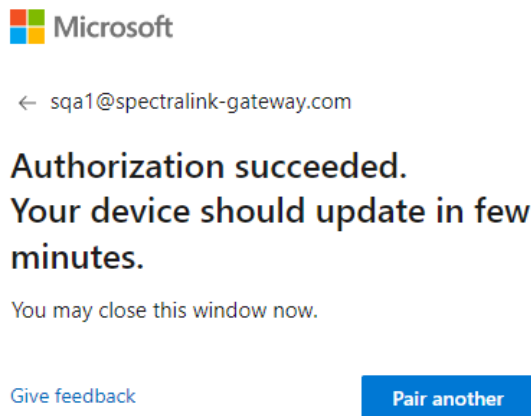 Microsoft
← sqa1@spectralink-gateway.com
Authorization succeeded.
Your device should update in few
minutes.
You may close this window now.
Give feedback
Pair another